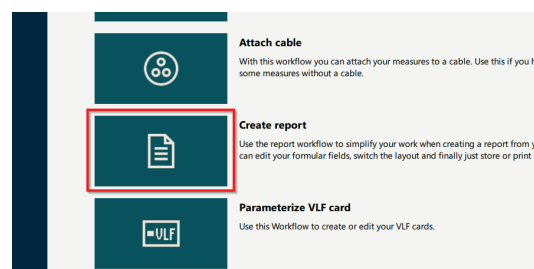 Attach cable
With this workflow you can attach your measures to a cable. Use this if you
some measures without a cable.
Create report
Use the report workflow to simplify your work when creating a report from
can edit your formular fields, switch the layout and finally just store or print
VLF
Parameterize VLF card
Use this Workflow to create or edit your VLF cards.